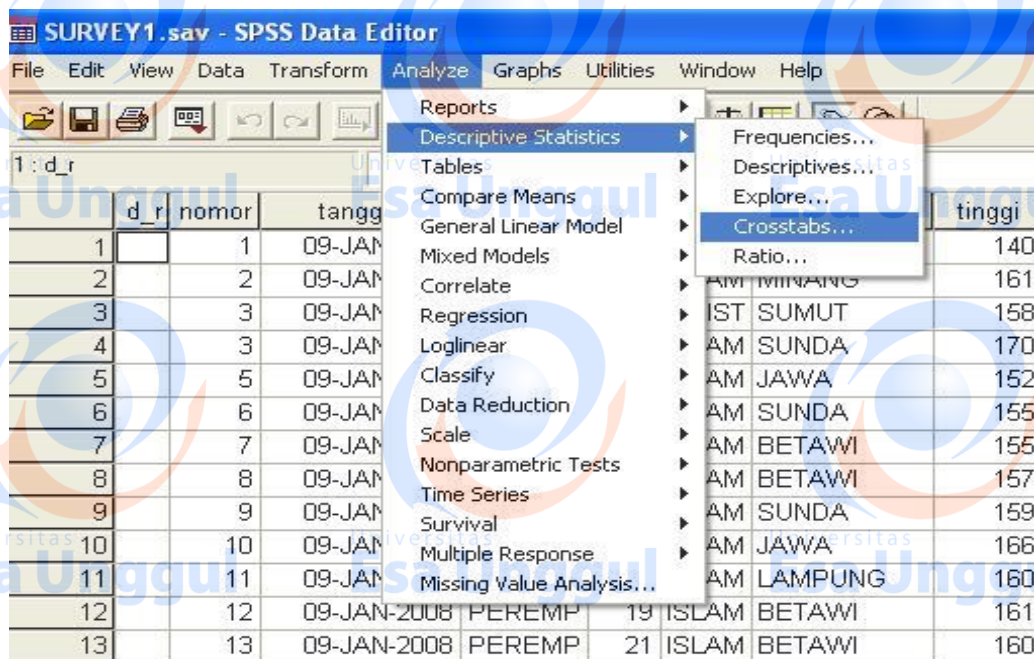 SURVEY1.sav - SPSS Data Editor
File Edit View Data Transform Analyze Graphs Utilities Window Help
1 : d_r
Reports
Descriptive Statistics
Tables
Compare Means
General Linear Model
Mixed Models
Correlate
Regression
Loglinear
Classify
Data Reduction
Scale
Nonparametric Tests
Time Series
Survival
Multiple Response
Missing Value Analysis...
Frequencies...
Descriptives...
Explore...
Crosstabs...
Ratio...
d_r nomor tangg tinggi
1 1 09-JAN 140
2 2 09-JAN AM MINANG 161
3 3 09-JAN IST SUMUT 158
4 3 09-JAN AM SUNDA 170
5 5 09-JAN AM JAWA 152
6 6 09-JAN AM SUNDA 155
7 7 09-JAN AM BETAWI 155
8 8 09-JAN AM BETAWI 157
9 9 09-JAN AM SUNDA 159
10 10 09-JAN AM JAWA 166
11 11 09-JAN AM LAMPUNG 160
12 12 09-JAN-2008 PEREMP 19 ISLAM BETAWI 161
13 13 09-JAN-2008 PEREMP 21 ISLAM BETAWI 160
Universitas
Esa Unggul